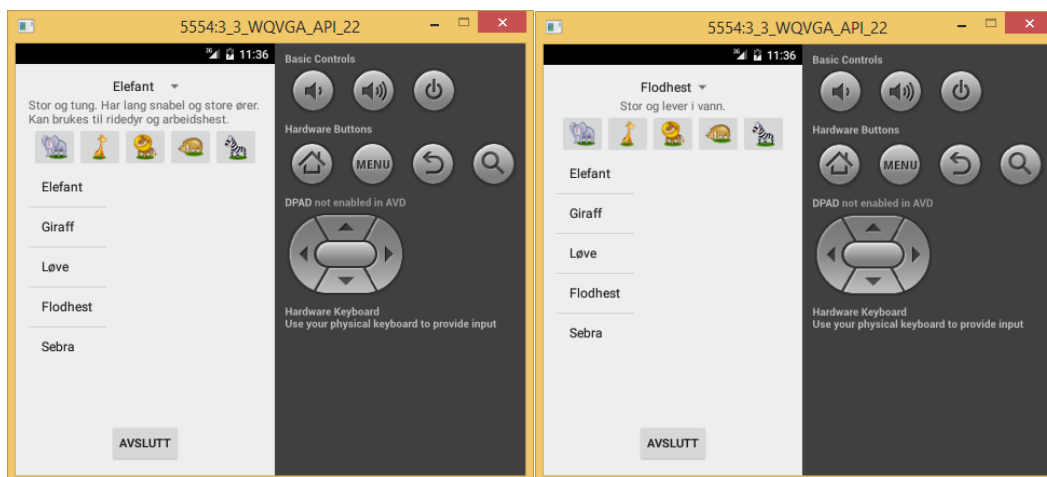 5554:3_3_WQVGA_API_22
36
11:36
Elefant
Stor og tung. Har lang snabel og store ører.
Kan brukes til ridedyr og arbeidshest.
Elefant
Giraff
Løve
Flodhest
Sebra
AVSLUTT
Basic Controls
Hardware Buttons
MENU
DPAD not enabled in AVD
Hardware Keyboard
Use your physical keyboard to provide input
5554:3_3_WQVGA_API_22
36
11:36
Flodhest
Stor og lever i vann.
Elefant
Giraff
Løve
Flodhest
Sebra
AVSLUTT
Basic Controls
Hardware Buttons
MENU
DPAD not enabled in AVD
Hardware Keyboard
Use your physical keyboard to provide input